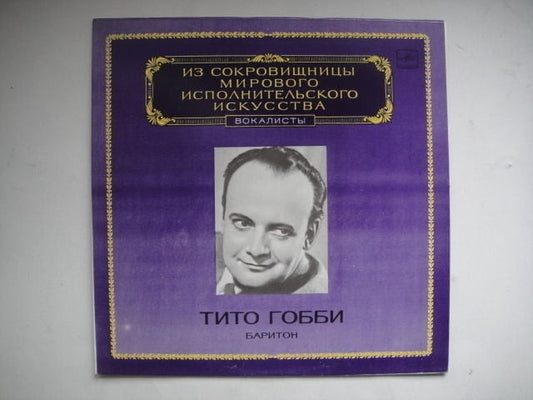 ИЗ СОКРОВИЩНИЦЫ
МИРОВОГО
ИСПОЛНИТЕЛЬСКОГО
ИСКУССТВА
ВОКАЛИСТЫ
ТИТО ГОББИ
БАРИТОН